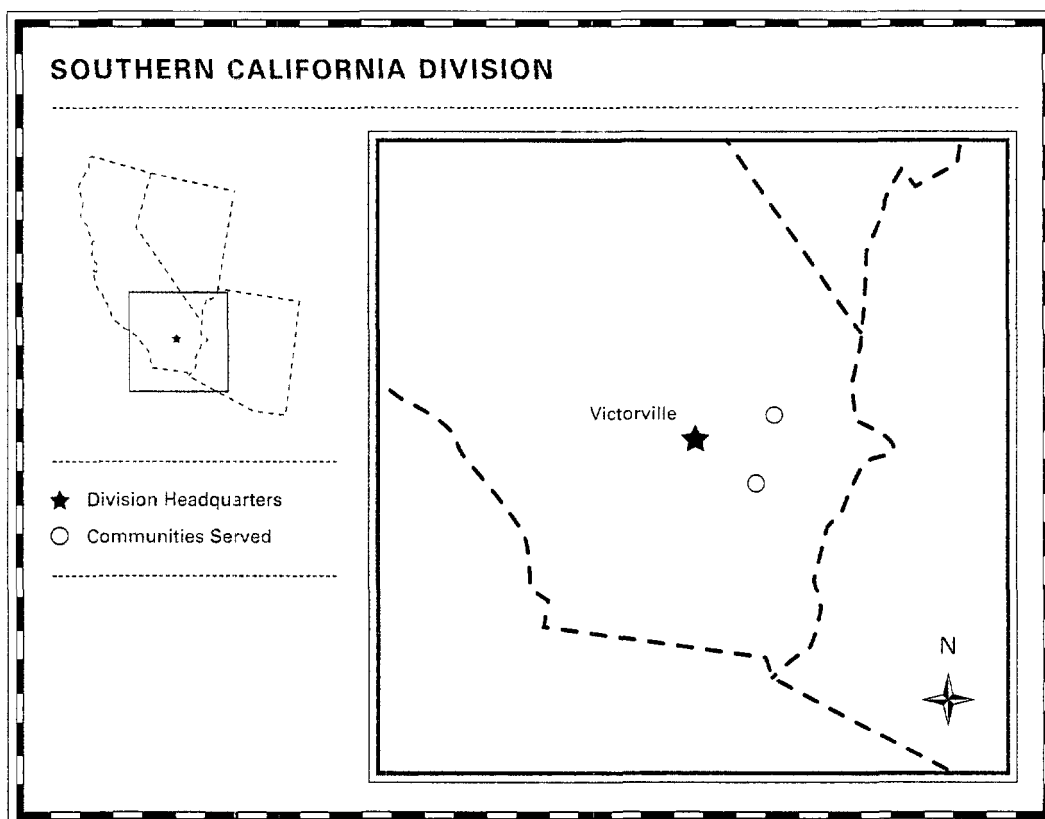 SOUTHERN CALIFORNIA DIVISION
Victorville
Division Headquarters
Communities Served
N